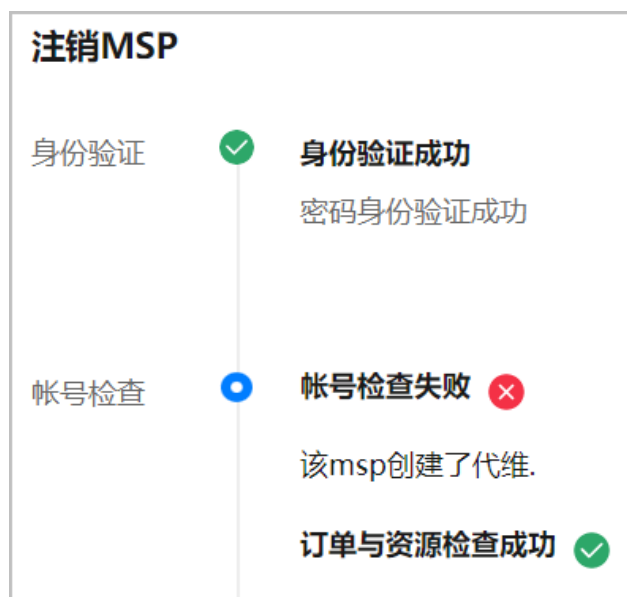 注销MSP
身份验证
身份验证成功
密码身份验证成功
帐号检查
帐号检查失败
该msp创建了代维.
订单与资源检查成功